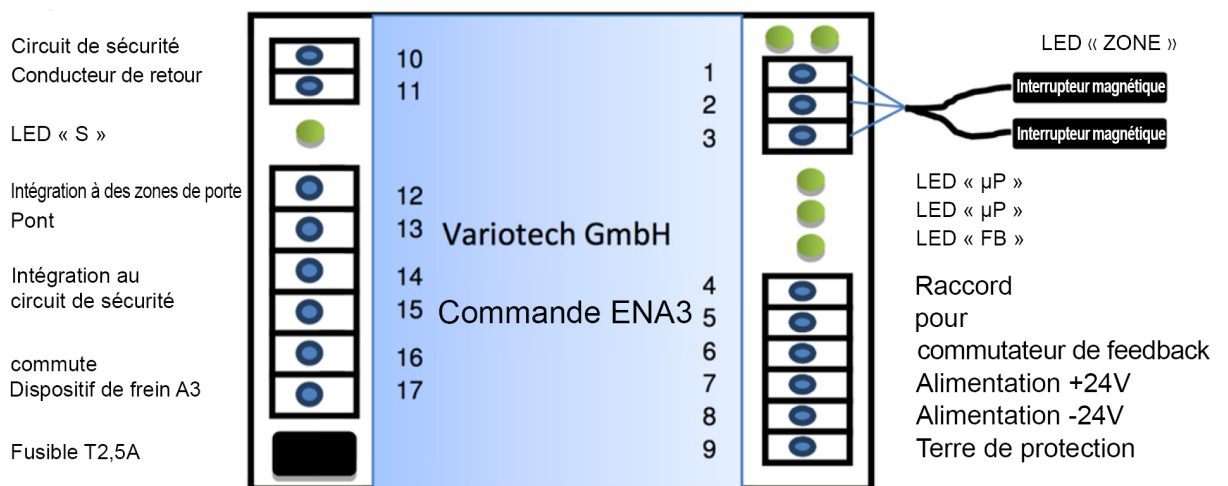 Circuit de sécurité
Conducteur de retour
LED « S »
Intégration à des zones de porte
Pont
Intégration au
circuit de sécurité
commute
Dispositif de frein A3
Fusible T2,5A
10
11
12
13
14
15
16
17
Variotech GmbH
Commande ENA3
1
2
3
4
5
6
7
8
9
LED « ZONE »
Interrupteur magnétique
Interrupteur magnétique
LED « µP »
LED « µP »
LED « FB »
Raccord
pour
commutateur de feedback
Alimentation +24V
Alimentation -24V
Terre de protection